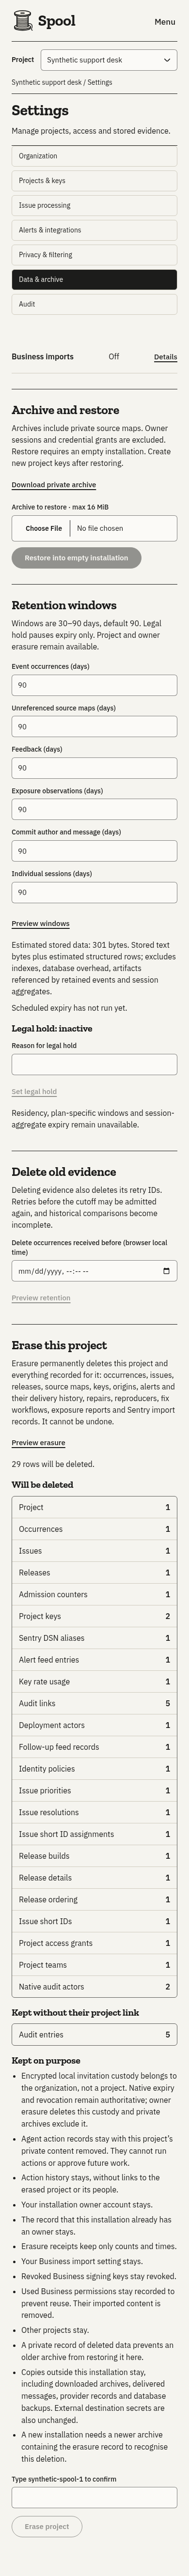 Spool
Menu
Project
Synthetic support desk
Synthetic support desk / Settings
Settings
Manage projects, access and stored evidence.
Organization
Projects & keys
Issue processing
Alerts & integrations
Privacy & filtering
Data & archive
Audit
Business imports
Off
Details
Archive and restore
Archives include private source maps. Owner
sessions and credential grants are excluded.
Restore requires an empty installation. Create
new project keys after restoring.
Download private archive
Archive to restore · max 16 MiB
Choose File
No file chosen
Restore into empty installation
Retention windows
Windows are 30–90 days, default 90. Legal
hold pauses expiry only. Project and owner
erasure remain available.
Event occurrences (days)
90
Unreferenced source maps (days)
90
Feedback (days)
90
Exposure observations (days)
90
Commit author and message (days)
90
Individual sessions (days)
90
Preview windows
Estimated stored data: 301 bytes. Stored text
bytes plus estimated structured rows; excludes
indexes, database overhead, artifacts
referenced by retained events and session
aggregates.
Scheduled expiry has not run yet.
Legal hold: inactive
Reason for legal hold
Set legal hold
Residency, plan-specific windows and session-
aggregate expiry remain unavailable.
Delete old evidence
Deleting evidence also deletes its retry IDs.
Retries before the cutoff may be admitted
again, and historical comparisons become
incomplete.
Delete occurrences received before (browser local
time)
mm/dd/yyyy, --:-- --
Preview retention
Erase this project
Erasure permanently deletes this project and
everything recorded for it: occurrences, issues,
releases, source maps, keys, origins, alerts and
their delivery history, repairs, reproducers, fix
workflows, exposure reports and Sentry import
records. It cannot be undone.
Preview erasure
29 rows will be deleted.
Will be deleted
Project 1
Occurrences 1
Issues 1
Releases 1
Admission counters 1
Project keys 2
Sentry DSN aliases 1
Alert feed entries 1
Key rate usage 1
Audit links 5
Deployment actors 1
Follow-up feed records 1
Identity policies 1
Issue priorities 1
Issue resolutions 1
Issue short ID assignments 1
Release builds 1
Release details 1
Release ordering 1
Issue short IDs 1
Project access grants 1
Project teams 1
Native audit actors 2
Kept without their project link
Audit entries 5
Kept on purpose
• Encrypted local invitation custody belongs to
the organization, not a project. Native expiry
and revocation remain authoritative; owner
erasure deletes this custody and private
archives exclude it.
• Agent action records stay with this project's
private content removed. They cannot run
actions or approve future work.
• Action history stays, without links to the
erased project or its people.
• Your installation owner account stays.
• The record that this installation already has
an owner stays.
• Erasure receipts keep only counts and times.
• Your Business import setting stays.
• Revoked Business signing keys stay revoked.
• Used Business permissions stay recorded to
prevent reuse. Their imported content is
removed.
• Other projects stay.
• A private record of deleted data prevents an
older archive from restoring it here.
• Copies outside this installation stay,
including downloaded archives, delivered
messages, provider records and database
backups. External destination secrets are
also unchanged.
• A new installation needs a newer archive
containing the erasure record to recognise
this deletion.
Type synthetic-spool-1 to confirm
Erase project